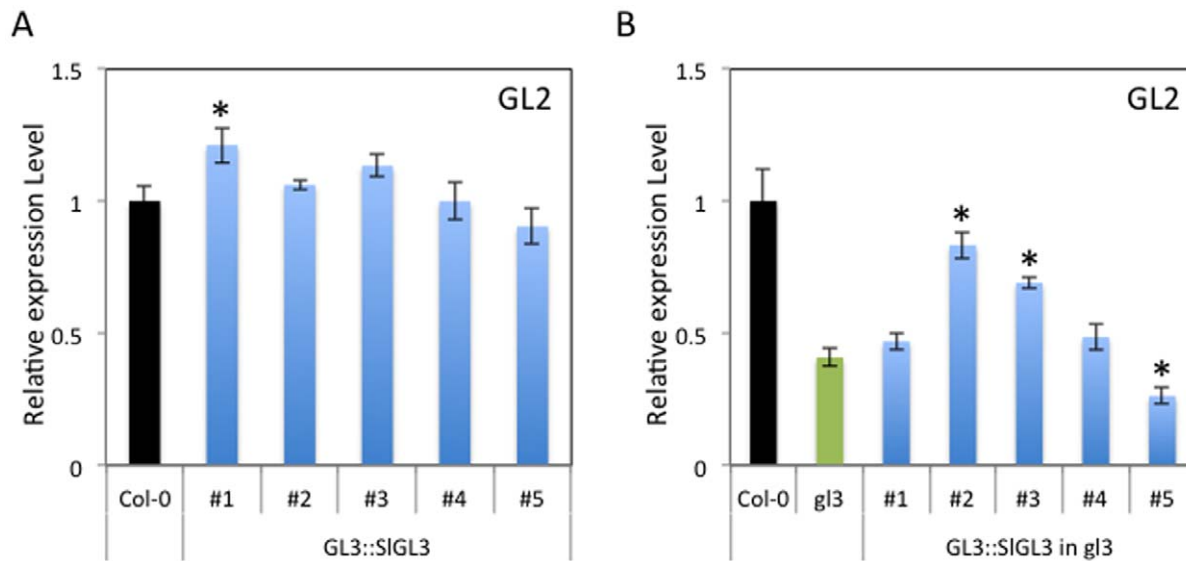 A
B
1.5
1
0.5
0
Relative expression Level
GL2
*
Col-0 #1 #2 #3 #4 #5
GL3::SlGL3
1.5
1
0.5
0
Relative expression Level
GL2
* * *
Col-0 gl3 #1 #2 #3 #4 #5
GL3::SlGL3 in gl3